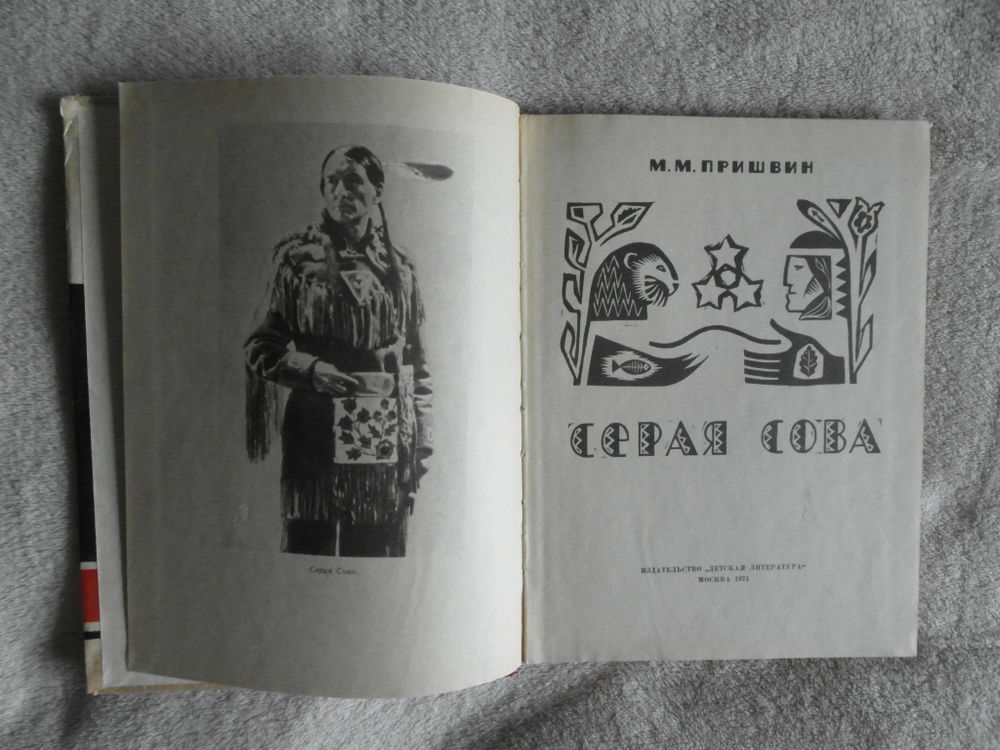 Серая Сова.
М. М. ПРИШВИН
СЕРАЯ СОВА
ИЗДАТЕЛЬСТВО „ДЕТСКАЯ ЛИТЕРАТУРА“
МОСКВА 1971